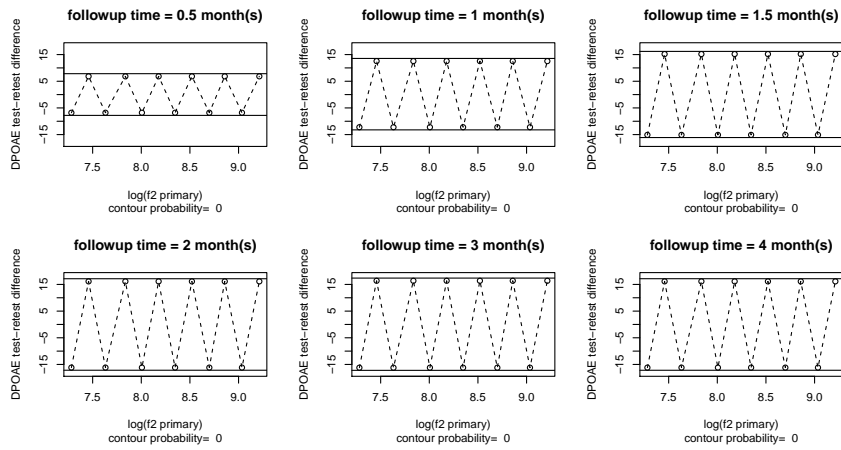 followup time = 0.5 month(s)
DPOAE test−retest difference
15
5
−5
−15
7.5 8.0 8.5 9.0
log(f2 primary)
contour probability= 0
followup time = 1 month(s)
DPOAE test−retest difference
15
5
−5
−15
7.5 8.0 8.5 9.0
log(f2 primary)
contour probability= 0
followup time = 1.5 month(s)
DPOAE test−retest difference
15
5
−5
−15
7.5 8.0 8.5 9.0
log(f2 primary)
contour probability= 0
followup time = 2 month(s)
DPOAE test−retest difference
15
5
−5
−15
7.5 8.0 8.5 9.0
log(f2 primary)
contour probability= 0
followup time = 3 month(s)
DPOAE test−retest difference
15
5
−5
−15
7.5 8.0 8.5 9.0
log(f2 primary)
contour probability= 0
followup time = 4 month(s)
DPOAE test−retest difference
15
5
−5
−15
7.5 8.0 8.5 9.0
log(f2 primary)
contour probability= 0